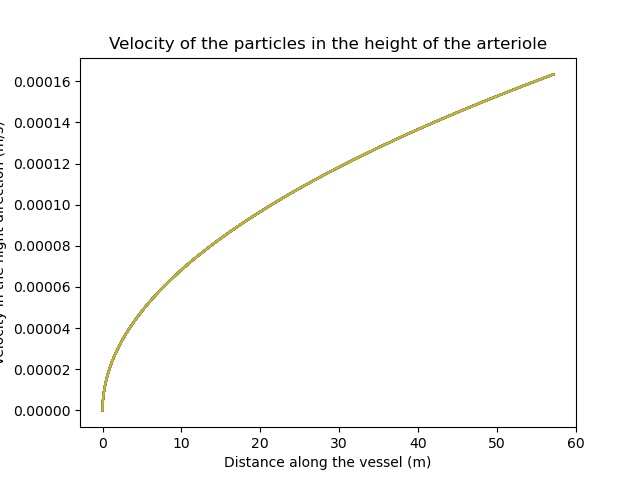 Velocity of the particles in the height of the arteriole
0.00016
0.00014
0.00012
0.00010
0.00008
0.00006
0.00004
0.00002
0.00000
0 10 20 30 40 50 60
Distance along the vessel (m)
in the
direction (m/s)